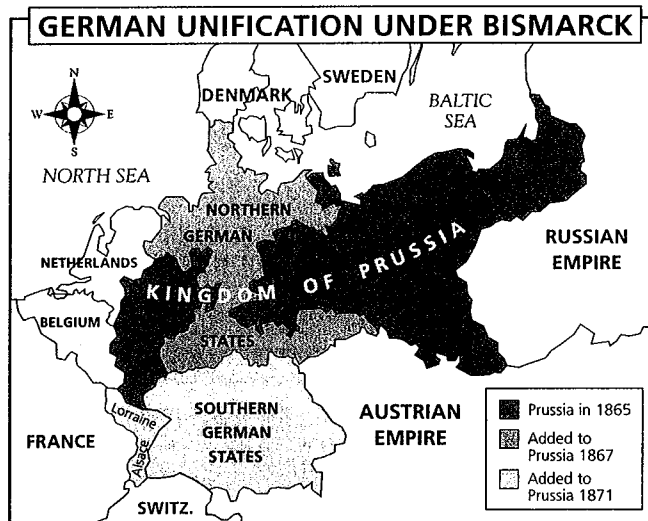 GERMAN UNIFICATION UNDER BISMARCK
N
W E
S
SWEDEN
DENMARK
BALTIC
SEA
NORTH SEA
NORTHERN
GERMAN
STATES
NETHERLANDS
RUSSIAN
EMPIRE
KINGDOM OF PRUSSIA
BELGIUM
Lorraine
Alsace
SOUTHERN
GERMAN
STATES
AUSTRIAN
EMPIRE
FRANCE
SWITZ.
Prussia in 1865
Added to
Prussia 1867
Added to
Prussia 1871